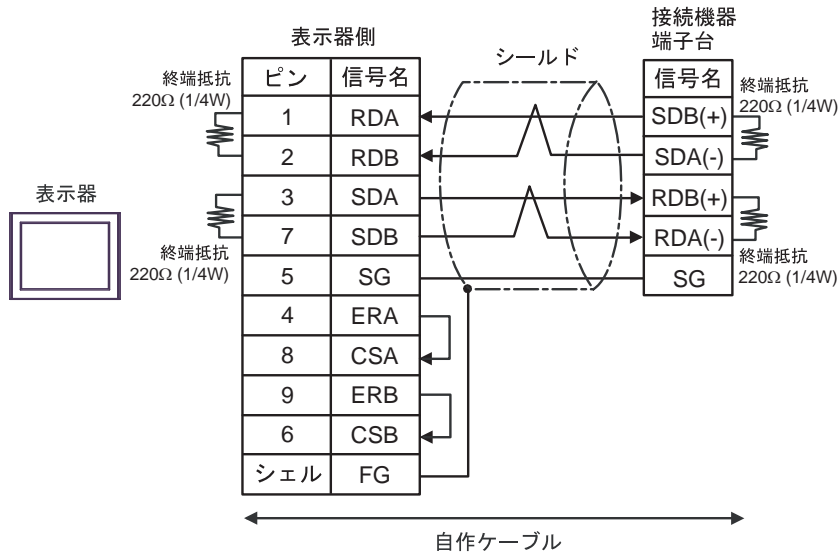 接続機器
端子台
表示器側
シールド
終端抵抗
220Ω (1/4W)
ピン 信号名
信号名
終端抵抗
220Ω (1/4W)
1 RDA
SDB(+)
2 RDB
SDA(-)
表示器
3 SDA
RDB(+)
7 SDB
RDA(-)
終端抵抗
220Ω (1/4W)
5 SG
SG
終端抵抗
220Ω (1/4W)
4 ERA
8 CSA
9 ERB
6 CSB
シェル FG
自作ケーブル